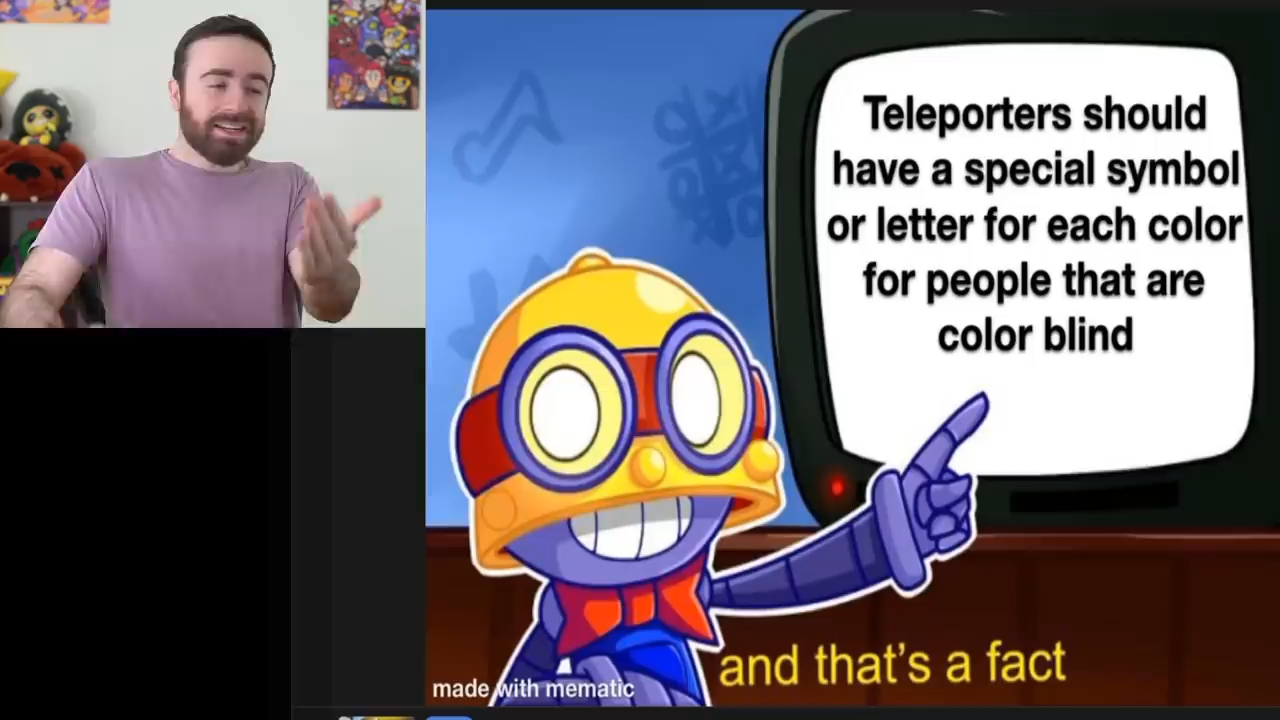 Teleporters should
have a special symbol
or letter for each color
for people that are
color blind
and that's a fact
made with mematic